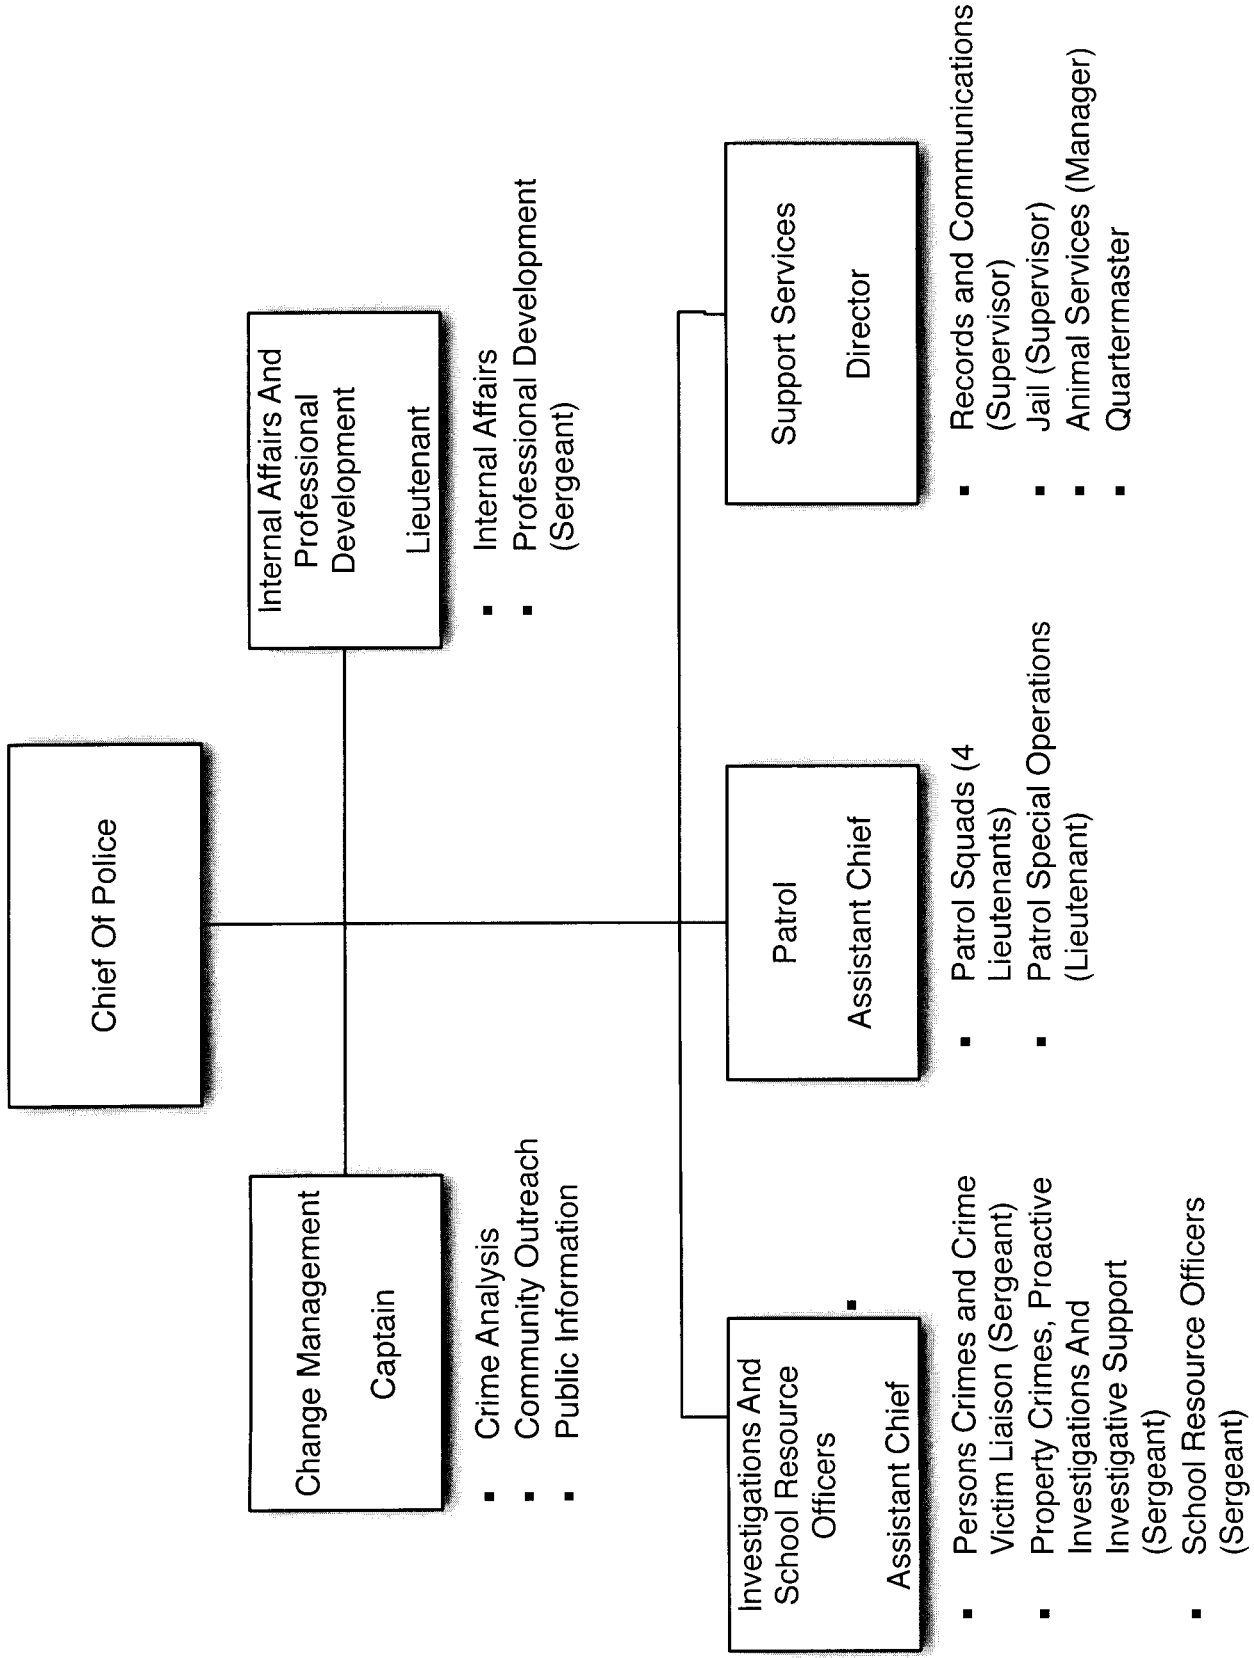 Chief Of Police
Change Management
Captain
▪ Crime Analysis
▪ Community Outreach
▪ Public Information
Internal Affairs And
Professional
Development
Lieutenant
▪ Internal Affairs
▪ Professional Development
(Sergeant)
Investigations And
School Resource
Officers
Assistant Chief
▪
▪ Persons Crimes and Crime
Victim Liaison (Sergeant)
▪ Property Crimes, Proactive
Investigations And
Investigative Support
(Sergeant)
▪ School Resource Officers
(Sergeant)
Patrol
Assistant Chief
▪ Patrol Squads (4
Lieutenants)
▪ Patrol Special Operations
(Lieutenant)
Support Services
Director
▪ Records and Communications
(Supervisor)
▪ Jail (Supervisor)
▪ Animal Services (Manager)
▪ Quartermaster